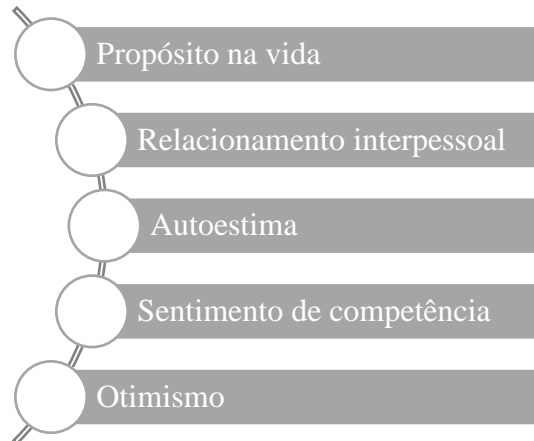 Propósito na vida
Relacionamento interpessoal
Autoestima
Sentimento de competência
Otimismo